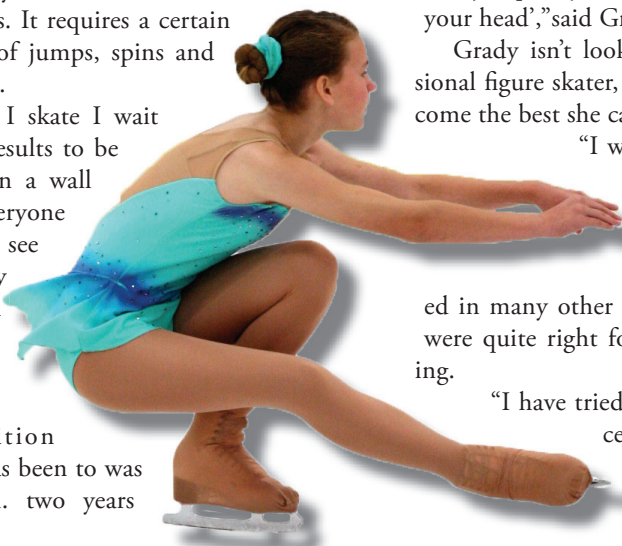 s. It requires a certain
of jumps, spins and
.
I skate I wait
esults to be
n a wall
eryone
see
y
ition
s been to was
. two years
your head’,”said Gr
Grady isn’t look
sional figure skater,
come the best she ca
“I w
ed in many other
were quite right fo
ing.
“I have tried
ce